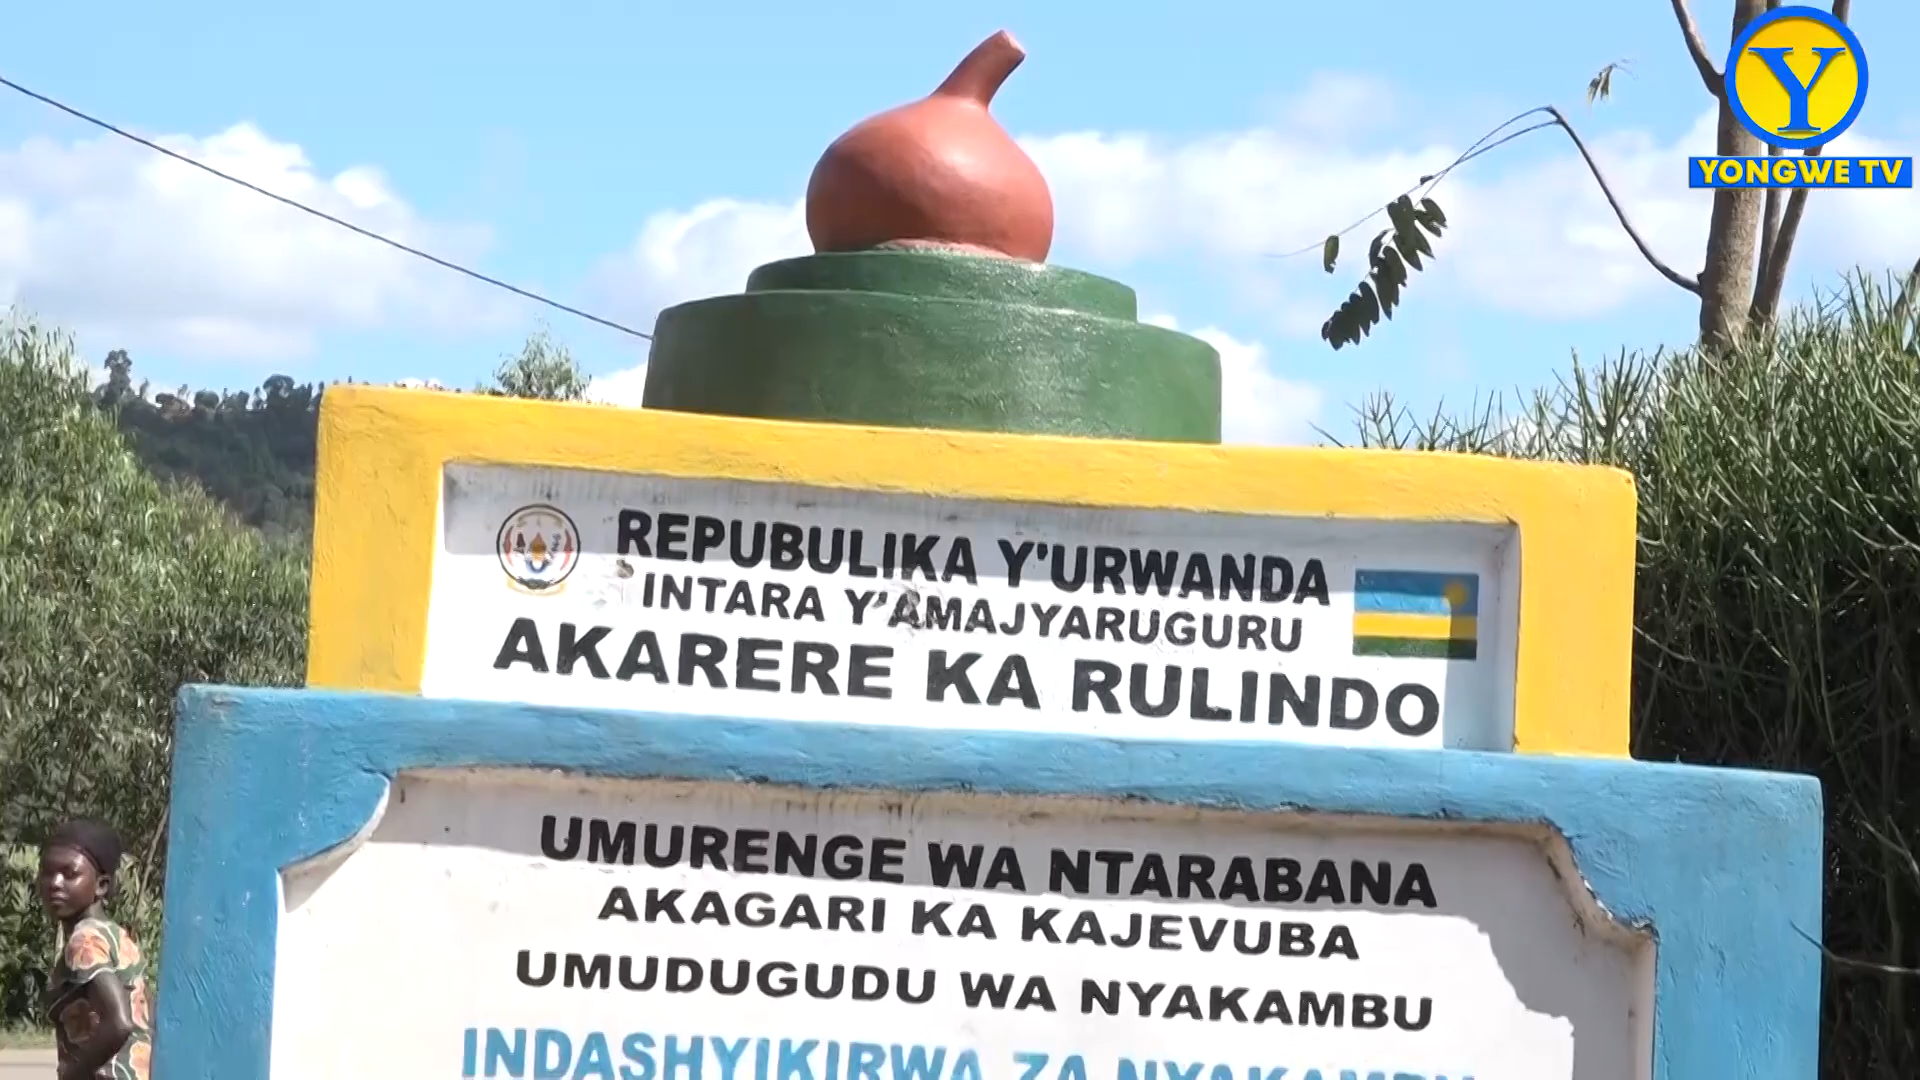 Y
YONGWE TV
REPUBULIKA Y'URWANDA
INTARA Y'AMAJYARUGURU
AKARERE KA RULINDO
UMURENGE WA NTARABANA
AKAGARI KA KAJEVUBA
UMUDUGUDU WA NYAKAMBU
INDASHYIKIRWA ZA NYAKAMBU